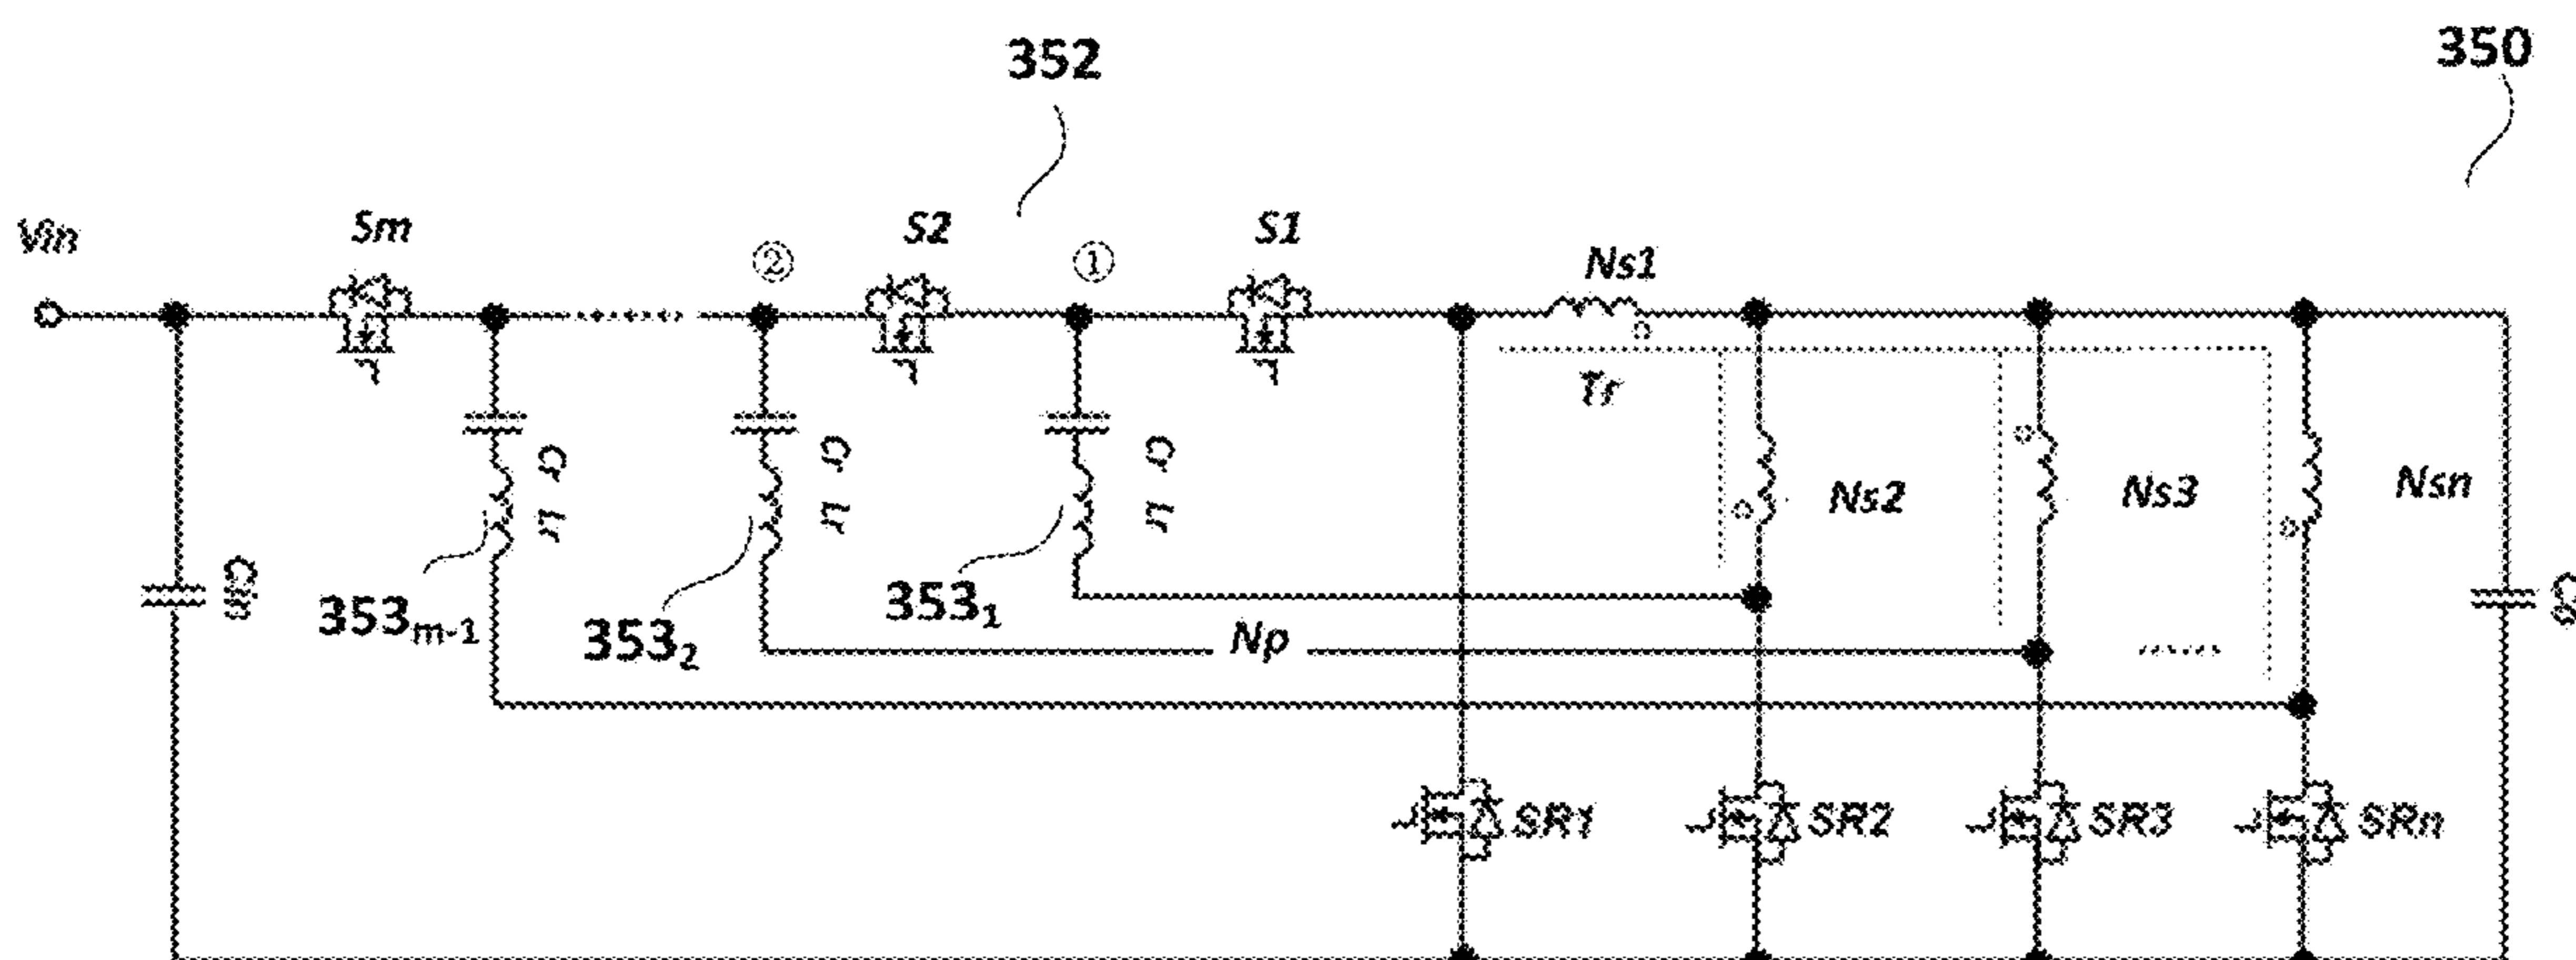 352
350
Vin
Sm
②
S2
①
S1
Ns1
Tr
Cr
Lr
Cr
Lr
Cr
Lr
Ns2
Ns3
Nsn
Cin
353m-1
353₂
353₁
Np
......
SR1
SR2
SR3
SRn